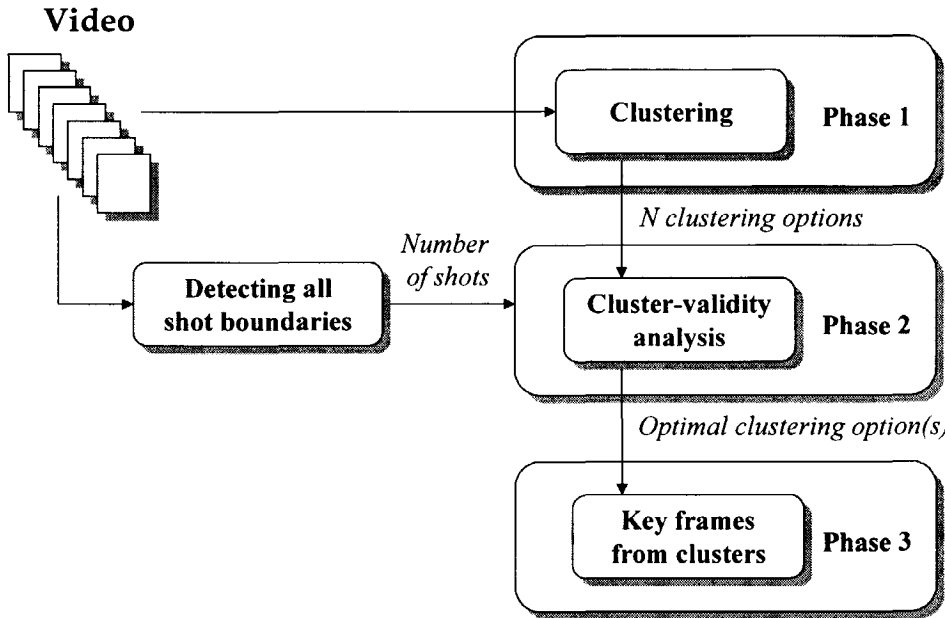 Video
Clustering
Phase 1
N clustering options
Number
of shots
Detecting all
shot boundaries
Cluster-validity
analysis
Phase 2
Optimal clustering option(s)
Key frames
from clusters
Phase 3